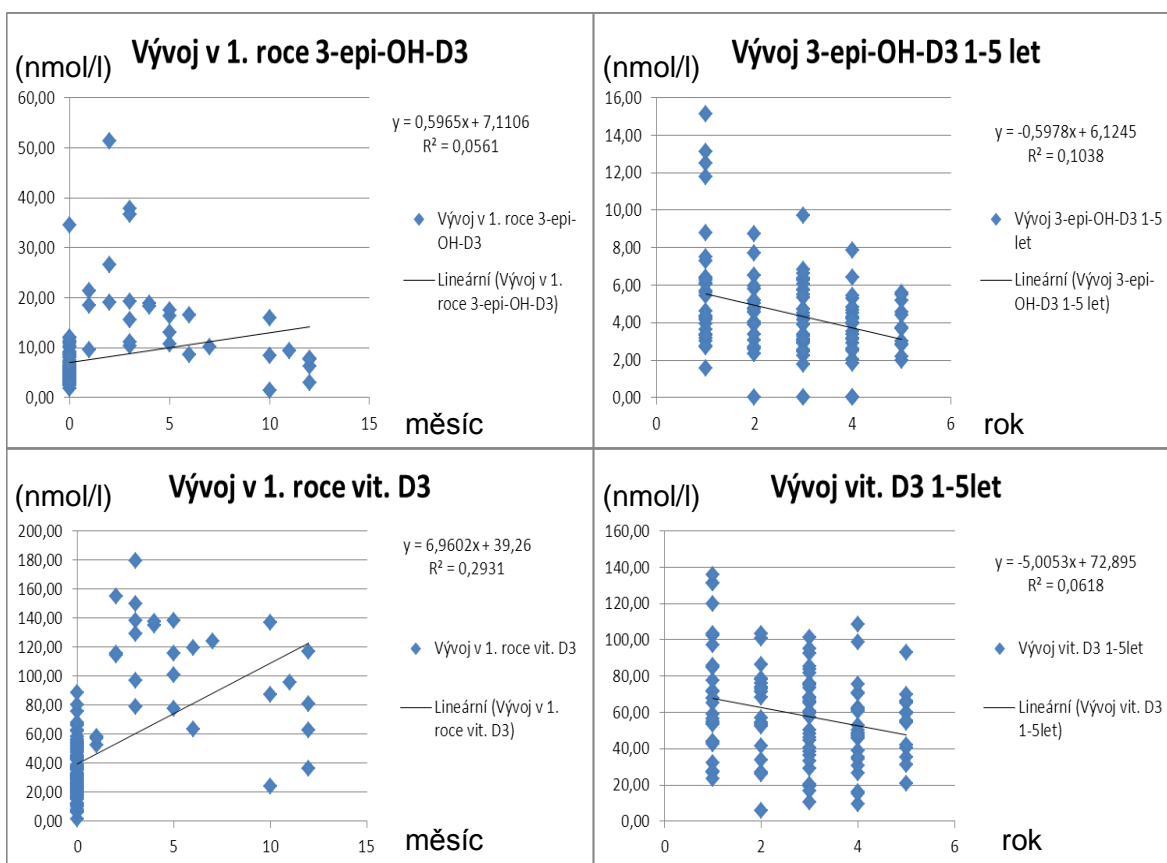 Vývoj v 1. roce 3-epi-OH-D3
(nmol/l)
60,00
50,00
40,00
30,00
20,00
10,00
0,00
0
5
10
15
měsíc
y = 0,5965x + 7,1106
R² = 0,0561
Vývoj v 1. roce 3-epi-
OH-D3
Lineární (Vývoj v 1.
roce 3-epi-OH-D3)
Vývoj 3-epi-OH-D3 1-5 let
(nmol/l)
16,00
14,00
12,00
10,00
8,00
6,00
4,00
2,00
0,00
0
2
4
6
rok
y = -0,5978x + 6,1245
R² = 0,1038
Vývoj 3-epi-OH-D3 1-5
let
Lineární (Vývoj 3-epi-
OH-D3 1-5 let)
Vývoj v 1. roce vit. D3
(nmol/l)
200,00
180,00
160,00
140,00
120,00
100,00
80,00
60,00
40,00
20,00
0,00
0
5
10
15
měsíc
y = 6,9602x + 39,26
R² = 0,2931
Vývoj v 1. roce vit. D3
Lineární (Vývoj v 1.
roce vit. D3)
Vývoj vit. D3 1-5let
(nmol/l)
160,00
140,00
120,00
100,00
80,00
60,00
40,00
20,00
0,00
0
2
4
6
rok
y = -5,0053x + 72,895
R² = 0,0618
Vývoj vit. D3 1-5let
Lineární (Vývoj vit. D3
1-5let)